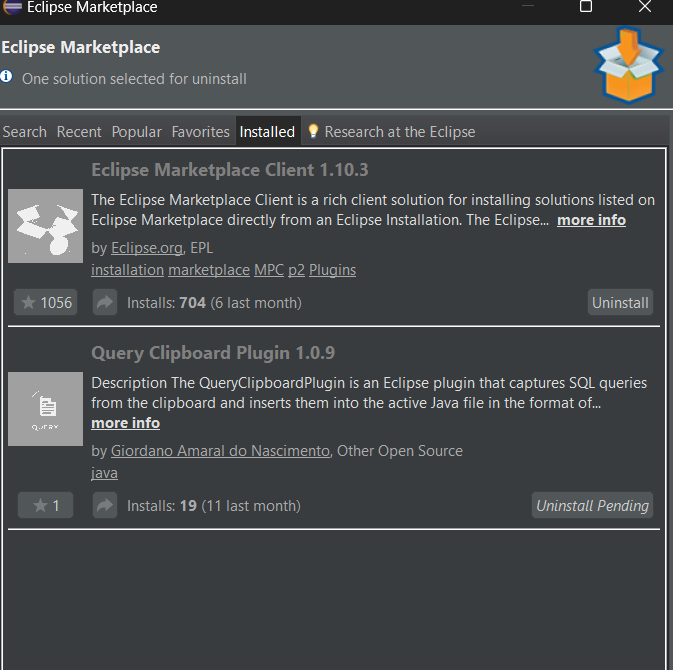 Eclipse Marketplace
Eclipse Marketplace
One solution selected for uninstall
Search Recent Popular Favorites Installed Research at the Eclipse
Eclipse Marketplace Client 1.10.3
The Eclipse Marketplace Client is a rich client solution for installing solutions listed on
Eclipse Marketplace directly from an Eclipse Installation. The Eclipse... more info
by Eclipse.org, EPL
installation marketplace MPC p2 Plugins
1056 Installs: 704 (6 last month) Uninstall
Query Clipboard Plugin 1.0.9
Description The QueryClipboardPlugin is an Eclipse plugin that captures SQL queries
from the clipboard and inserts them into the active Java file in the format of...
more info
QUERY
by Giordano Amaral do Nascimento, Other Open Source
java
1 Installs: 19 (11 last month) Uninstall Pending